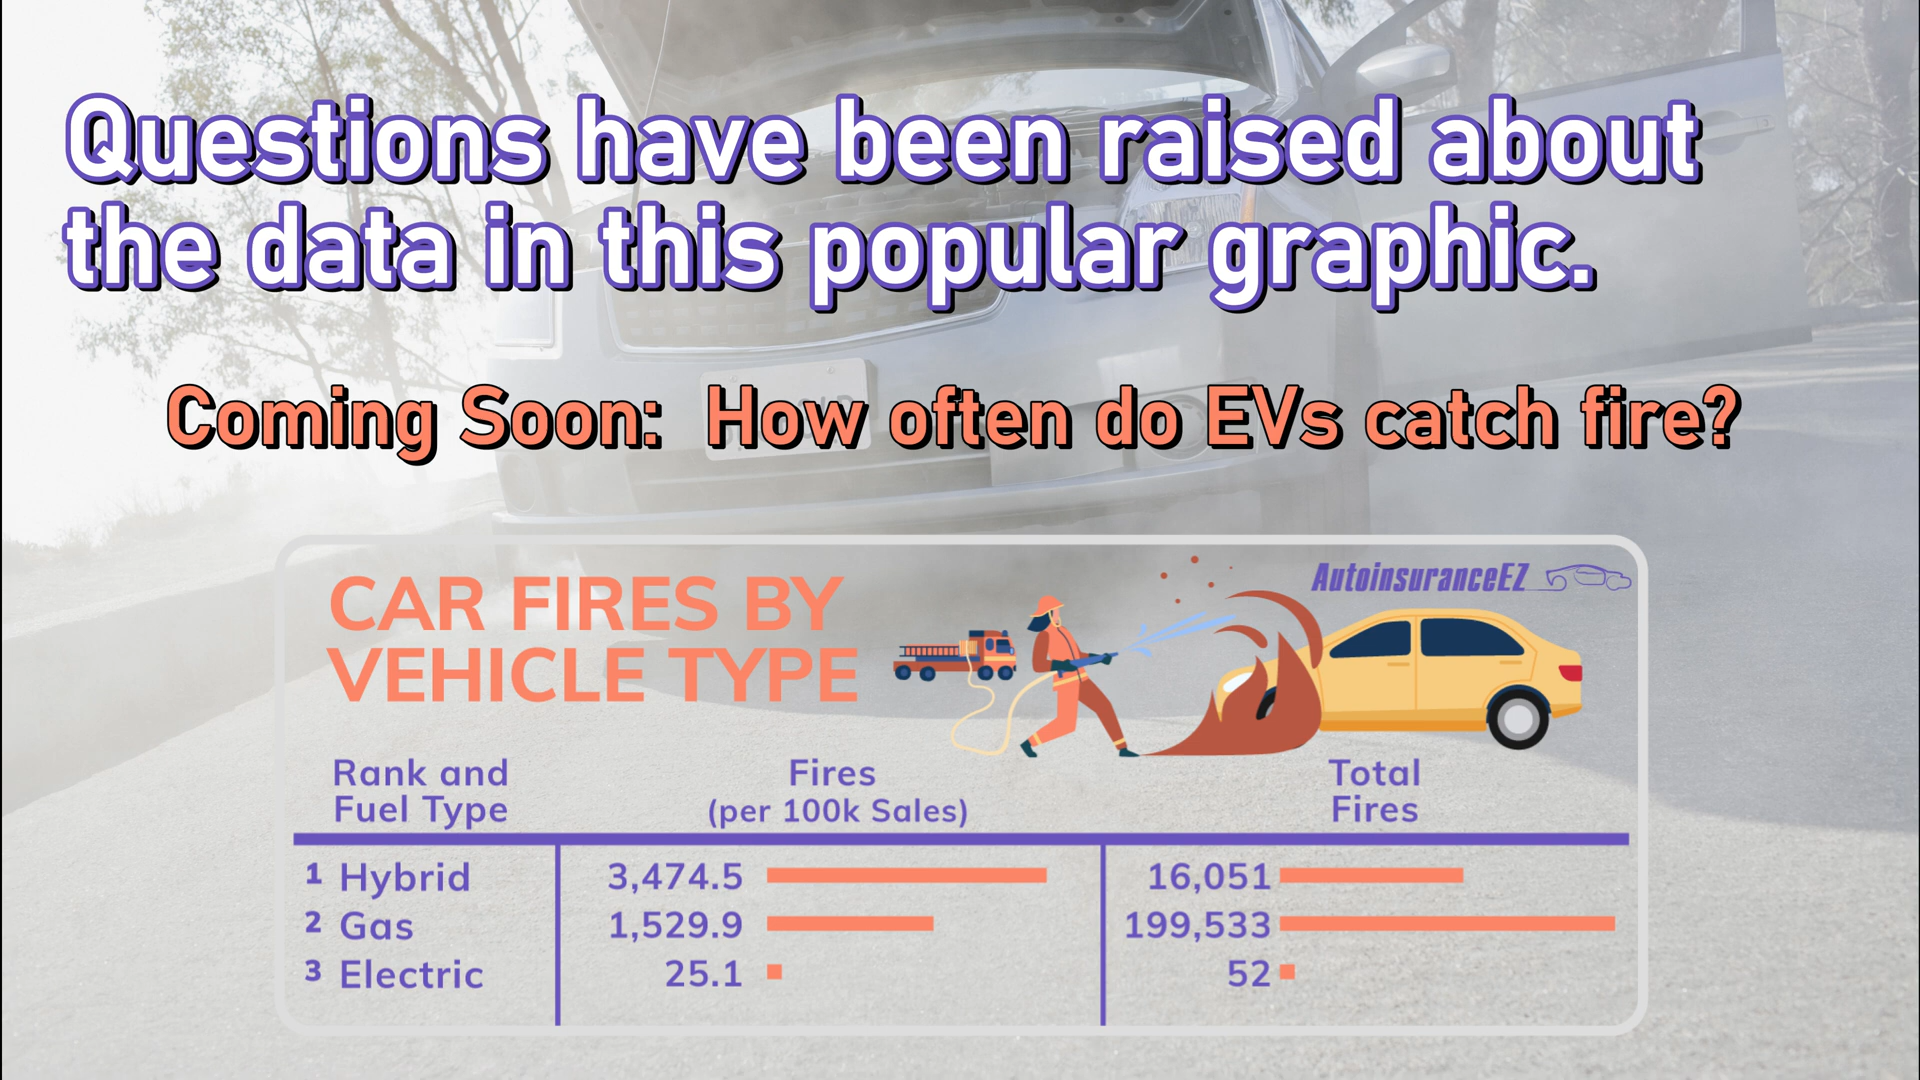 Questions have been raised about
the data in this popular graphic.
Coming Soon: How often do EVs catch fire?
CAR FIRES BY
VEHICLE TYPE
AutoinsuranceEZ
Rank and
Fuel Type
Fires
(per 100k Sales)
Total
Fires
1 Hybrid 3,474.5 16,051
2 Gas 1,529.9 199,533
3 Electric 25.1 52